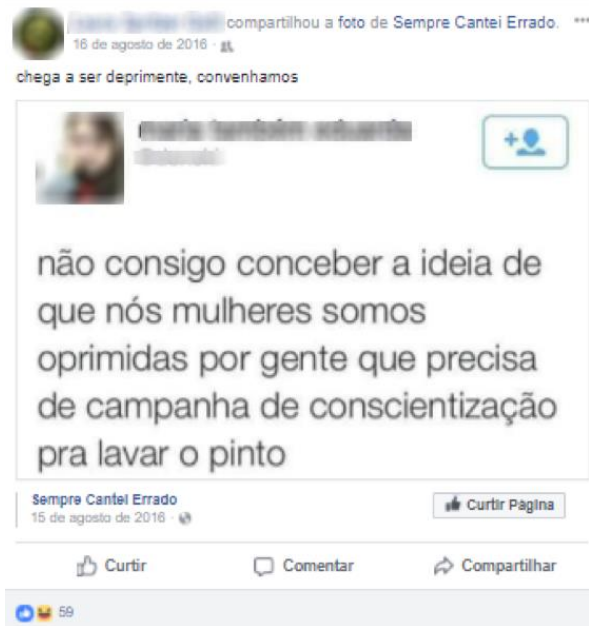 compartilhou a foto de Sempre Cantei Errado.
16 de agosto de 2016
chega a ser deprimente, convenhamos
não consigo conceber a ideia de
que nós mulheres somos
oprimidas por gente que precisa
de campanha de conscientização
pra lavar o pinto
Sempre Cantei Errado
15 de agosto de 2016
Curtir Página
Curtir Comentar Compartilhar
59